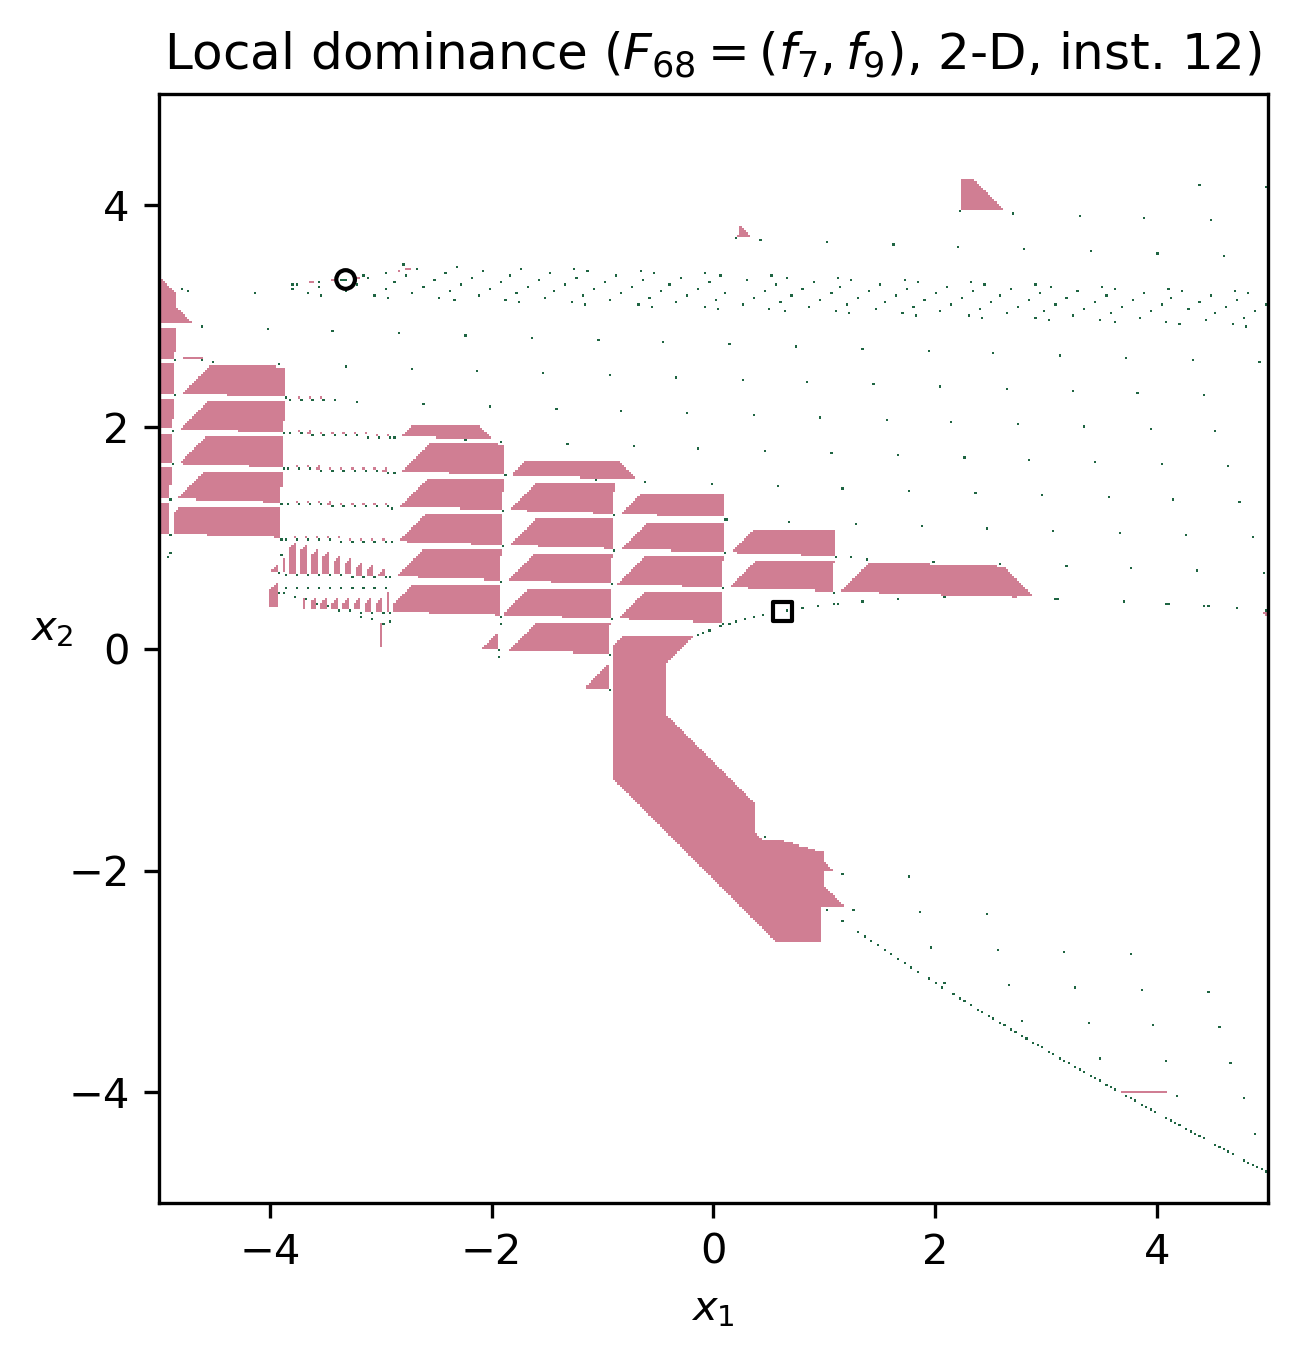 Local dominance (F₆₈ = (f₇, f₉), 2-D, inst. 12)
4
2
x₂
0
−2
−4
−4 −2 0 2 4
x₁